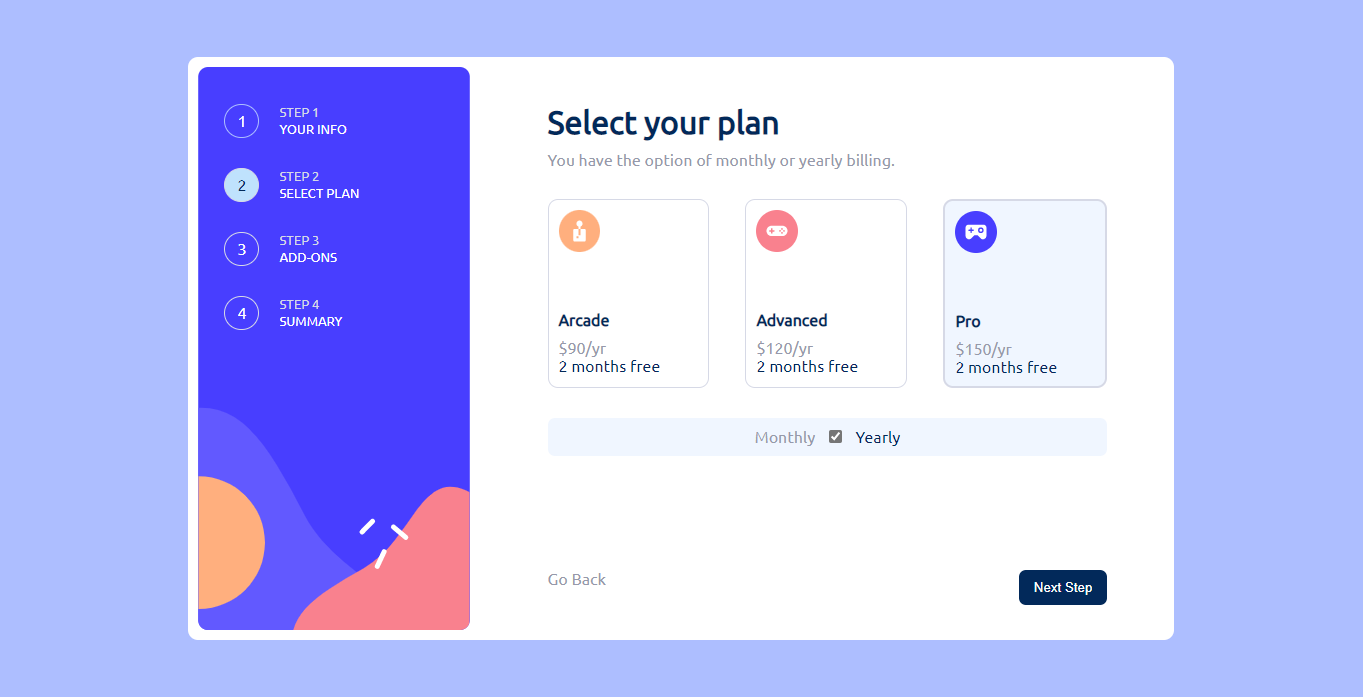 1
STEP 1
YOUR INFO
2
STEP 2
SELECT PLAN
3
STEP 3
ADD-ONS
4
STEP 4
SUMMARY
Select your plan
You have the option of monthly or yearly billing.
Arcade
$90/yr
2 months free
Advanced
$120/yr
2 months free
Pro
$150/yr
2 months free
Monthly Yearly
Go Back
Next Step